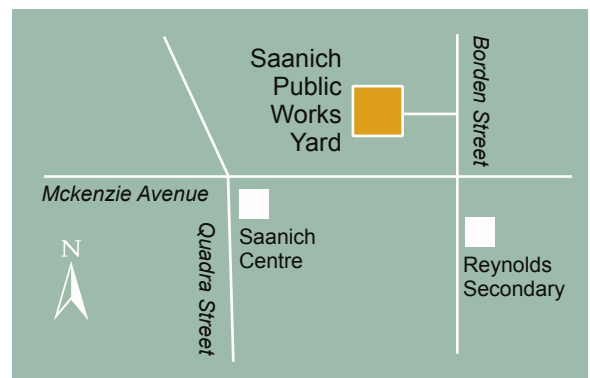 Saanich
Public
Works
Yard
Borden Street
Mckenzie Avenue
Quadra Street
Saanich
Centre
Reynolds
Secondary
N